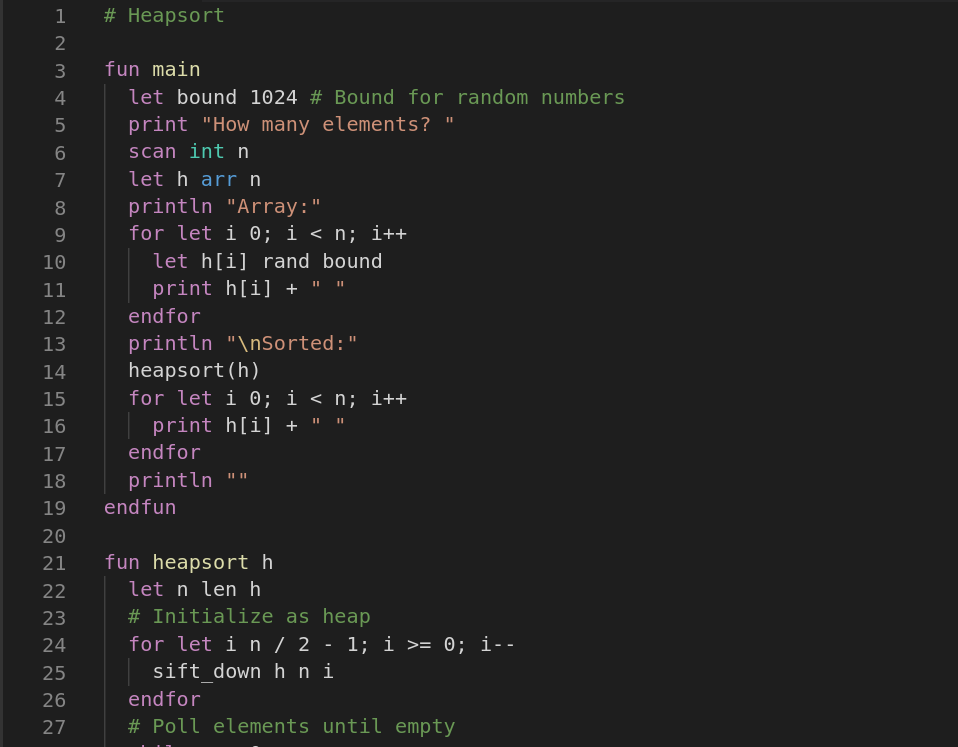 1 # Heapsort
2
3 fun main
4   let bound 1024 # Bound for random numbers
5   print "How many elements? "
6   scan int n
7   let h arr n
8   println "Array:"
9   for let i 0; i < n; i++
10     let h[i] rand bound
11     print h[i] + " "
12   endfor
13   println "\nSorted:"
14   heapsort(h)
15   for let i 0; i < n; i++
16     print h[i] + " "
17   endfor
18   println ""
19 endfun
20
21 fun heapsort h
22   let n len h
23   # Initialize as heap
24   for let i n / 2 - 1; i >= 0; i--
25     sift_down h n i
26   endfor
27   # Poll elements until empty